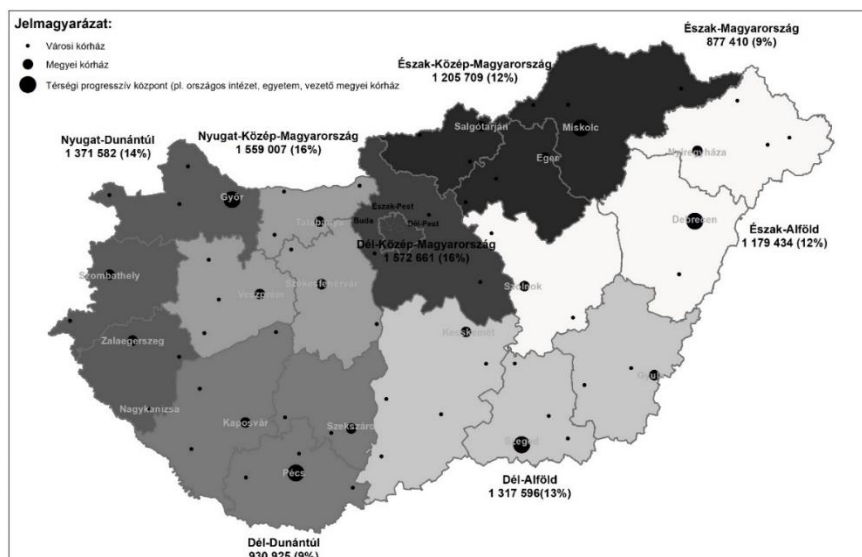 Jelmagyarázat:
Városi kórház
Megyei kórház
Térségi progresszív központ (pl. országos intézet, egyetem, vezető megyei kórház
Észak-Magyarország
877 410 (9%)
Észak-Közép-Magyarország
1 205 709 (12%)
Nyugat-Dunántúl
1 371 582 (14%)
Nyugat-Közép-Magyarország
1 559 007 (16%)
Salgótarján
Miskolc
Eger
Nyíregyháza
Győr
Tatabánya
Észak-Pest
Buda
Dél-Pest
Debrecen
Dél-Közép-Magyarország
1 572 661 (16%)
Észak-Alföld
1 179 434 (12%)
Szombathely
Veszprém
Székesfehérvár
Szolnok
Zalaegerszeg
Kecskemét
Gyula
Nagykanizsa
Kaposvár
Szekszárd
Szeged
Pécs
Dél-Alföld
1 317 596(13%)
Dél-Dunántúl
930 925 (9%)